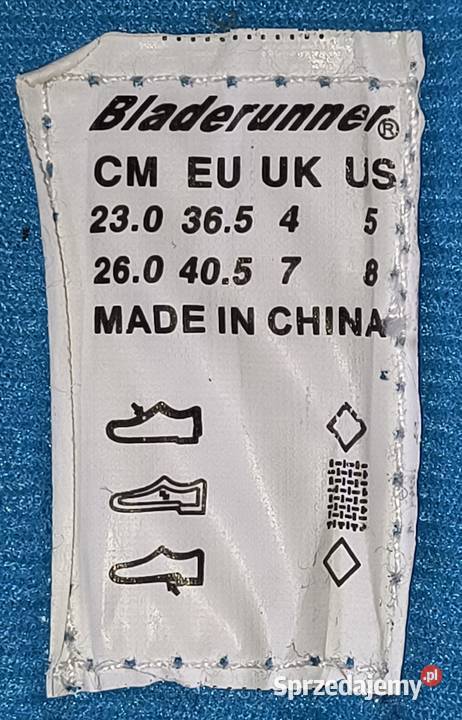 Bladerunner®
CM EU UK US
23.0 36.5 4 5
26.0 40.5 7 8
MADE IN CHINA
Sprzedajemy.pl